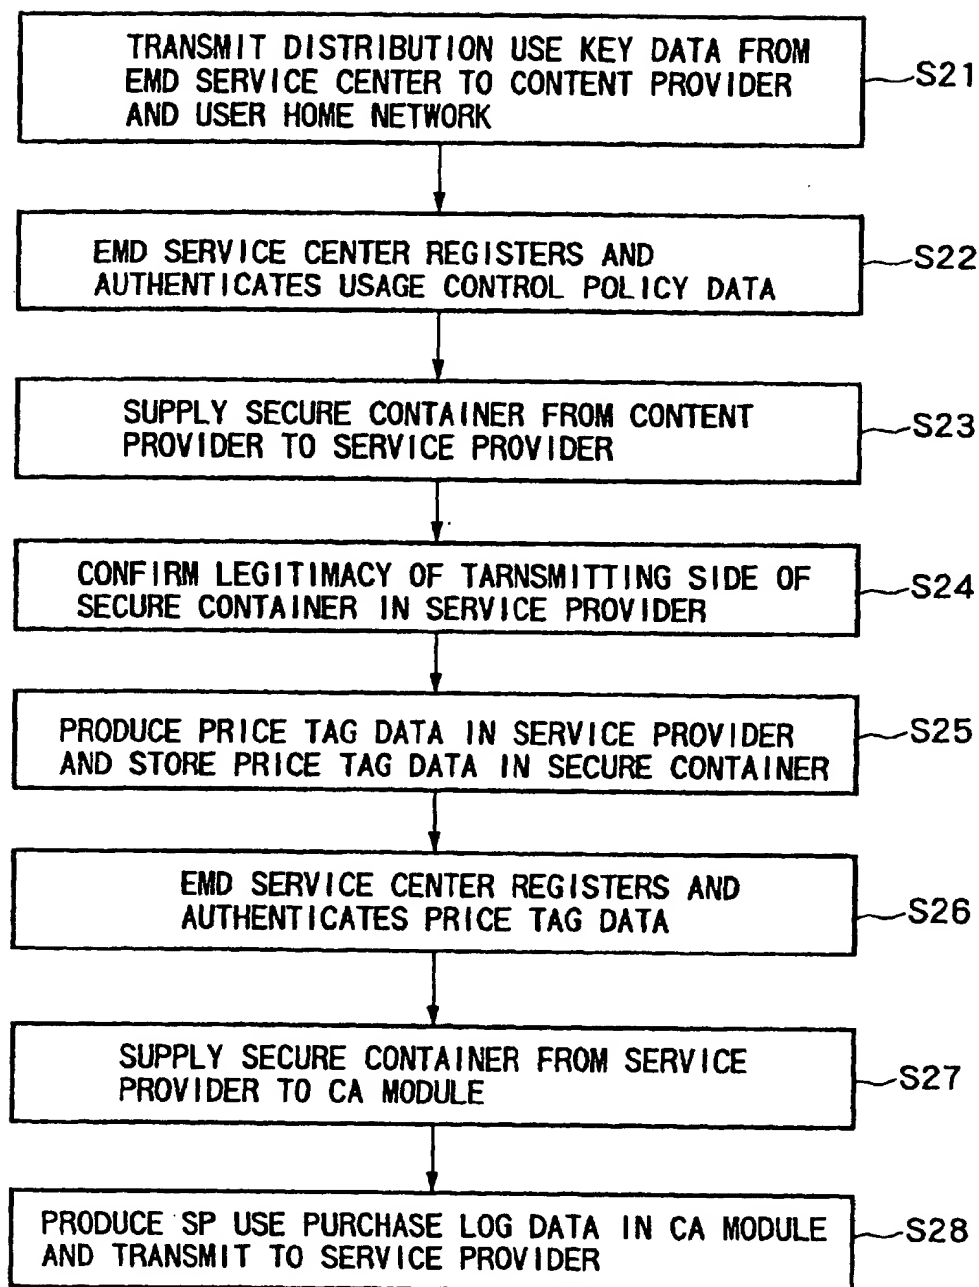 TRANSMIT DISTRIBUTION USE KEY DATA FROM
EMD SERVICE CENTER TO CONTENT PROVIDER
AND USER HOME NETWORK
S21
EMD SERVICE CENTER REGISTERS AND
AUTHENTICATES USAGE CONTROL POLICY DATA
S22
SUPPLY SECURE CONTAINER FROM CONTENT
PROVIDER TO SERVICE PROVIDER
S23
CONFIRM LEGITIMACY OF TARNSMITTING SIDE OF
SECURE CONTAINER IN SERVICE PROVIDER
S24
PRODUCE PRICE TAG DATA IN SERVICE PROVIDER
AND STORE PRICE TAG DATA IN SECURE CONTAINER
S25
EMD SERVICE CENTER REGISTERS AND
AUTHENTICATES PRICE TAG DATA
S26
SUPPLY SECURE CONTAINER FROM SERVICE
PROVIDER TO CA MODULE
S27
PRODUCE SP USE PURCHASE LOG DATA IN CA MODULE
AND TRANSMIT TO SERVICE PROVIDER
S28